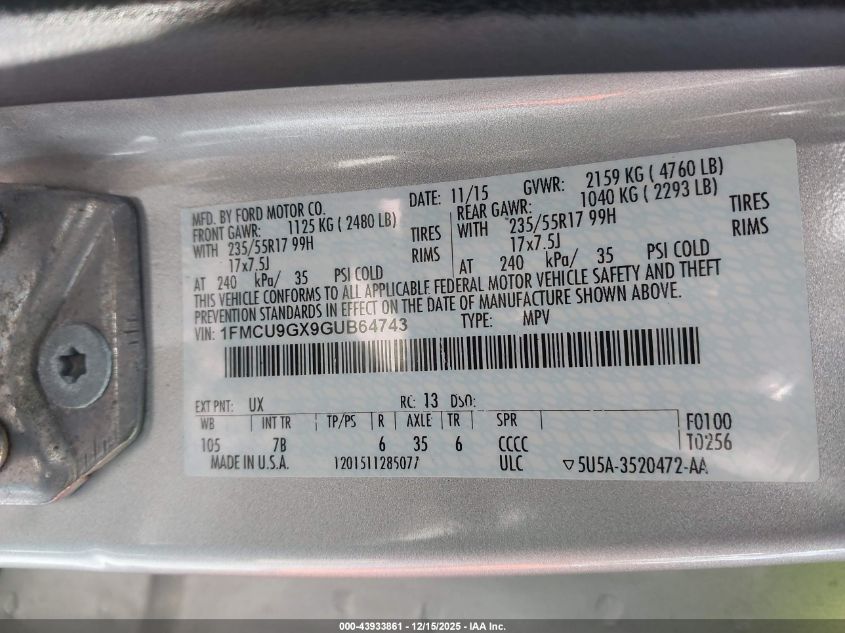 MFD. BY FORD MOTOR CO. DATE: 11/15 GVWR: 2159 KG ( 4760 LB)
FRONT GAWR: 1125 KG ( 2480 LB) REAR GAWR: 1040 KG ( 2293 LB)
WITH 235/55R17 99H TIRES WITH 235/55R17 99H TIRES
17x7.5J RIMS 17x7.5J RIMS
AT 240 kPa/ 35 PSI COLD AT 240 kPa/ 35 PSI COLD
THIS VEHICLE CONFORMS TO ALL APPLICABLE FEDERAL MOTOR VEHICLE SAFETY AND THEFT
PREVENTION STANDARDS IN EFFECT ON THE DATE OF MANUFACTURE SHOWN ABOVE.
VIN: 1FMCU9GX9GUB64743 TYPE: MPV
EXT PNT: UX RC: 13 DSO:
WB INT TR TP/PS R AXLE TR SPR F0100
105 7B 6 35 6 CCCC T0256
MADE IN U.S.A. 1201511285077 ULC ▽5U5A-3520472-AA
000-43933861 - 12/15/2025 - IAA Inc.